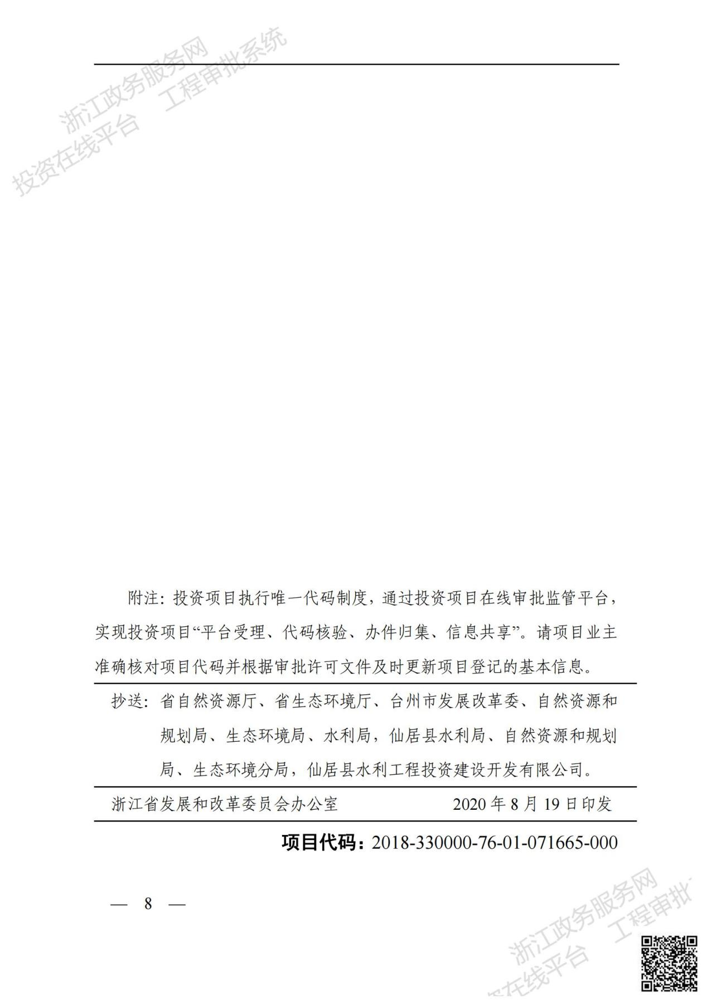 浙江政务服务网
投资在线平台 工程审批系统
附注：投资项目执行唯一代码制度，通过投资项目在线审批监管平台，
实现投资项目“平台受理、代码核验、办件归集、信息共享”。请项目业主
准确核对项目代码并根据审批许可文件及时更新项目登记的基本信息。
抄送：省自然资源厅、省生态环境厅、台州市发展改革委、自然资源和
规划局、生态环境局、水利局，仙居县水利局、自然资源和规划
局、生态环境分局，仙居县水利工程投资建设开发有限公司。
浙江省发展和改革委员会办公室 2020 年 8 月 19 日印发
项目代码：2018-330000-76-01-071665-000
— 8 —
浙江政务服务网
资在线平台 工程审批